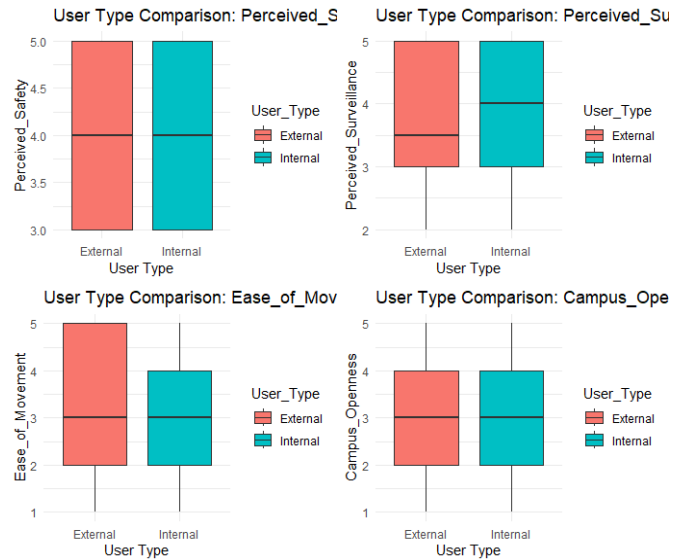 User Type Comparison: Perceived_S
5.0
4.5
4.0
3.5
3.0
Perceived_Safety
External
Internal
User Type
User_Type
External
Internal
User Type Comparison: Perceived_Su
5
4
3
2
Perceived_Surveillance
External
Internal
User Type
User_Type
External
Internal
User Type Comparison: Ease_of_Mov
5
4
3
2
1
Ease_of_Movement
External
Internal
User Type
User_Type
External
Internal
User Type Comparison: Campus_Ope
5
4
3
2
1
Campus_Openness
External
Internal
User Type
User_Type
External
Internal